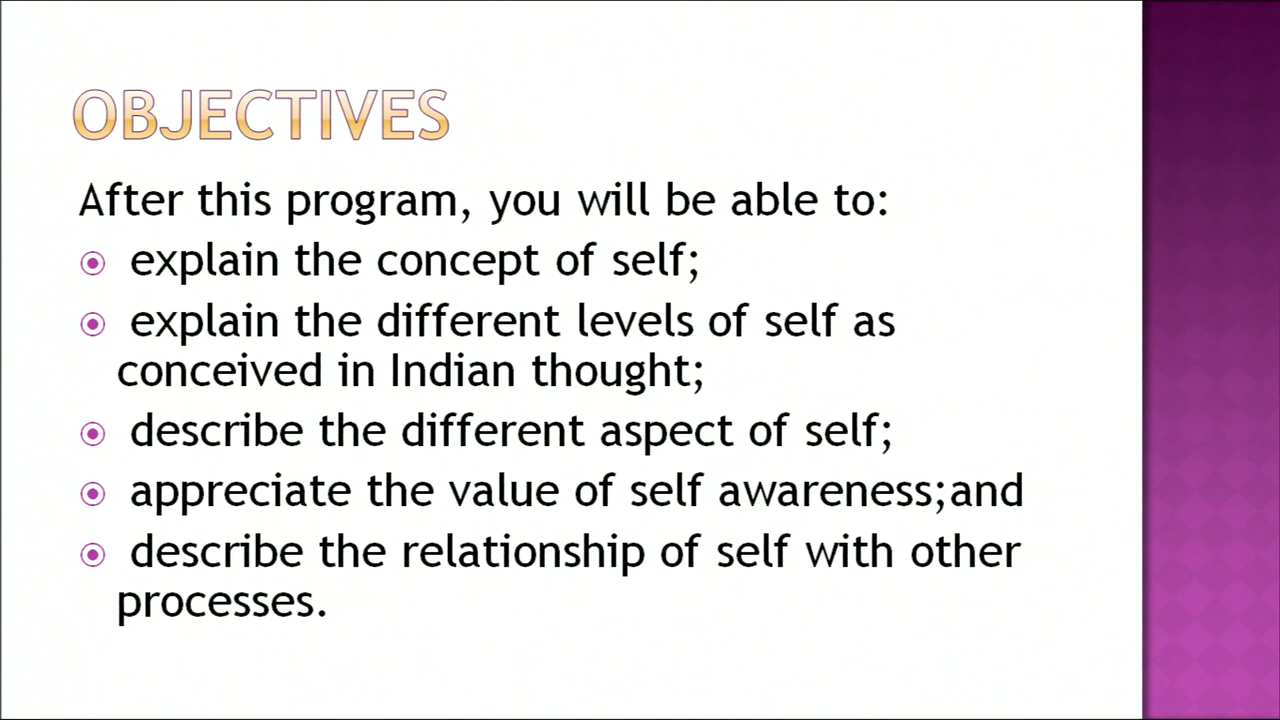 OBJECTIVES
After this program, you will be able to:
explain the concept of self;
explain the different levels of self as
conceived in Indian thought;
describe the different aspect of self;
appreciate the value of self awareness;and
describe the relationship of self with other
processes.